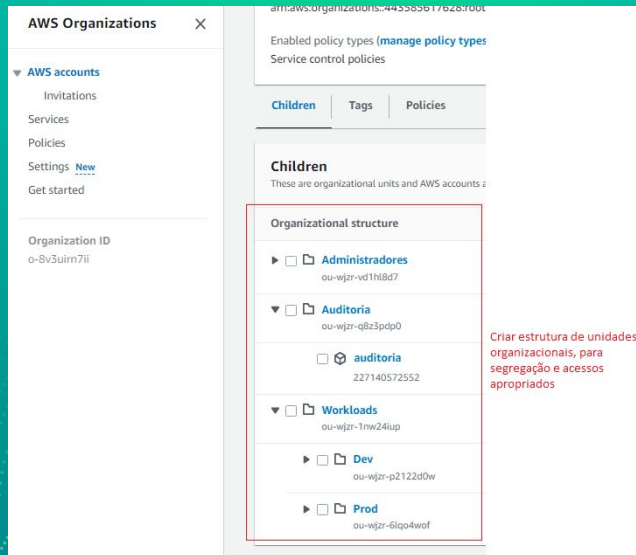 AWS Organizations
AWS accounts
Invitations
Services
Policies
Settings New
Get started
Organization ID
o-8v3uirn7ii
arn:aws:organizations::443585617628:root
Enabled policy types (manage policy types
Service control policies
Children Tags Policies
Children
These are organizational units and AWS accounts a
Organizational structure
Administradores
ou-wjzr-vd1hl8d7
Auditoria
ou-wjzr-q8z3pdp0
auditoria
227140572552
Workloads
ou-wjzr-1nw24iup
Dev
ou-wjzr-p2122d0w
Prod
ou-wjzr-6lqo4wof
Criar estrutura de unidades
organizacionais, para
segregação e acessos
apropriados